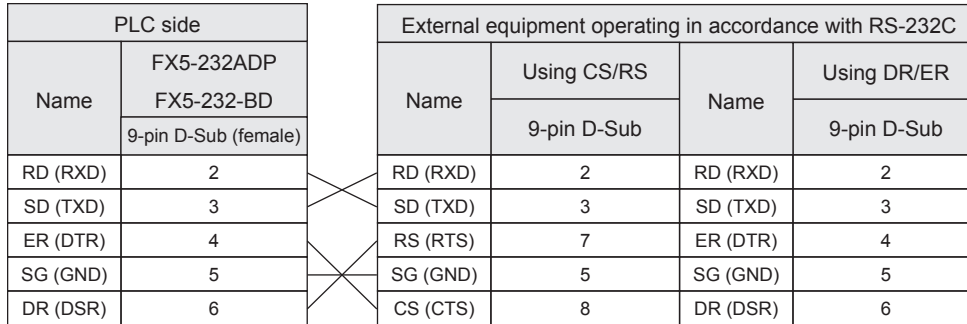 PLC side External equipment operating in accordance with RS-232C
Name FX5-232ADP Name Using CS/RS Name Using DR/ER
FX5-232-BD
9-pin D-Sub (female) 9-pin D-Sub 9-pin D-Sub
RD (RXD) 2 RD (RXD) 2 RD (RXD) 2
SD (TXD) 3 SD (TXD) 3 SD (TXD) 3
ER (DTR) 4 RS (RTS) 7 ER (DTR) 4
SG (GND) 5 SG (GND) 5 SG (GND) 5
DR (DSR) 6 CS (CTS) 8 DR (DSR) 6